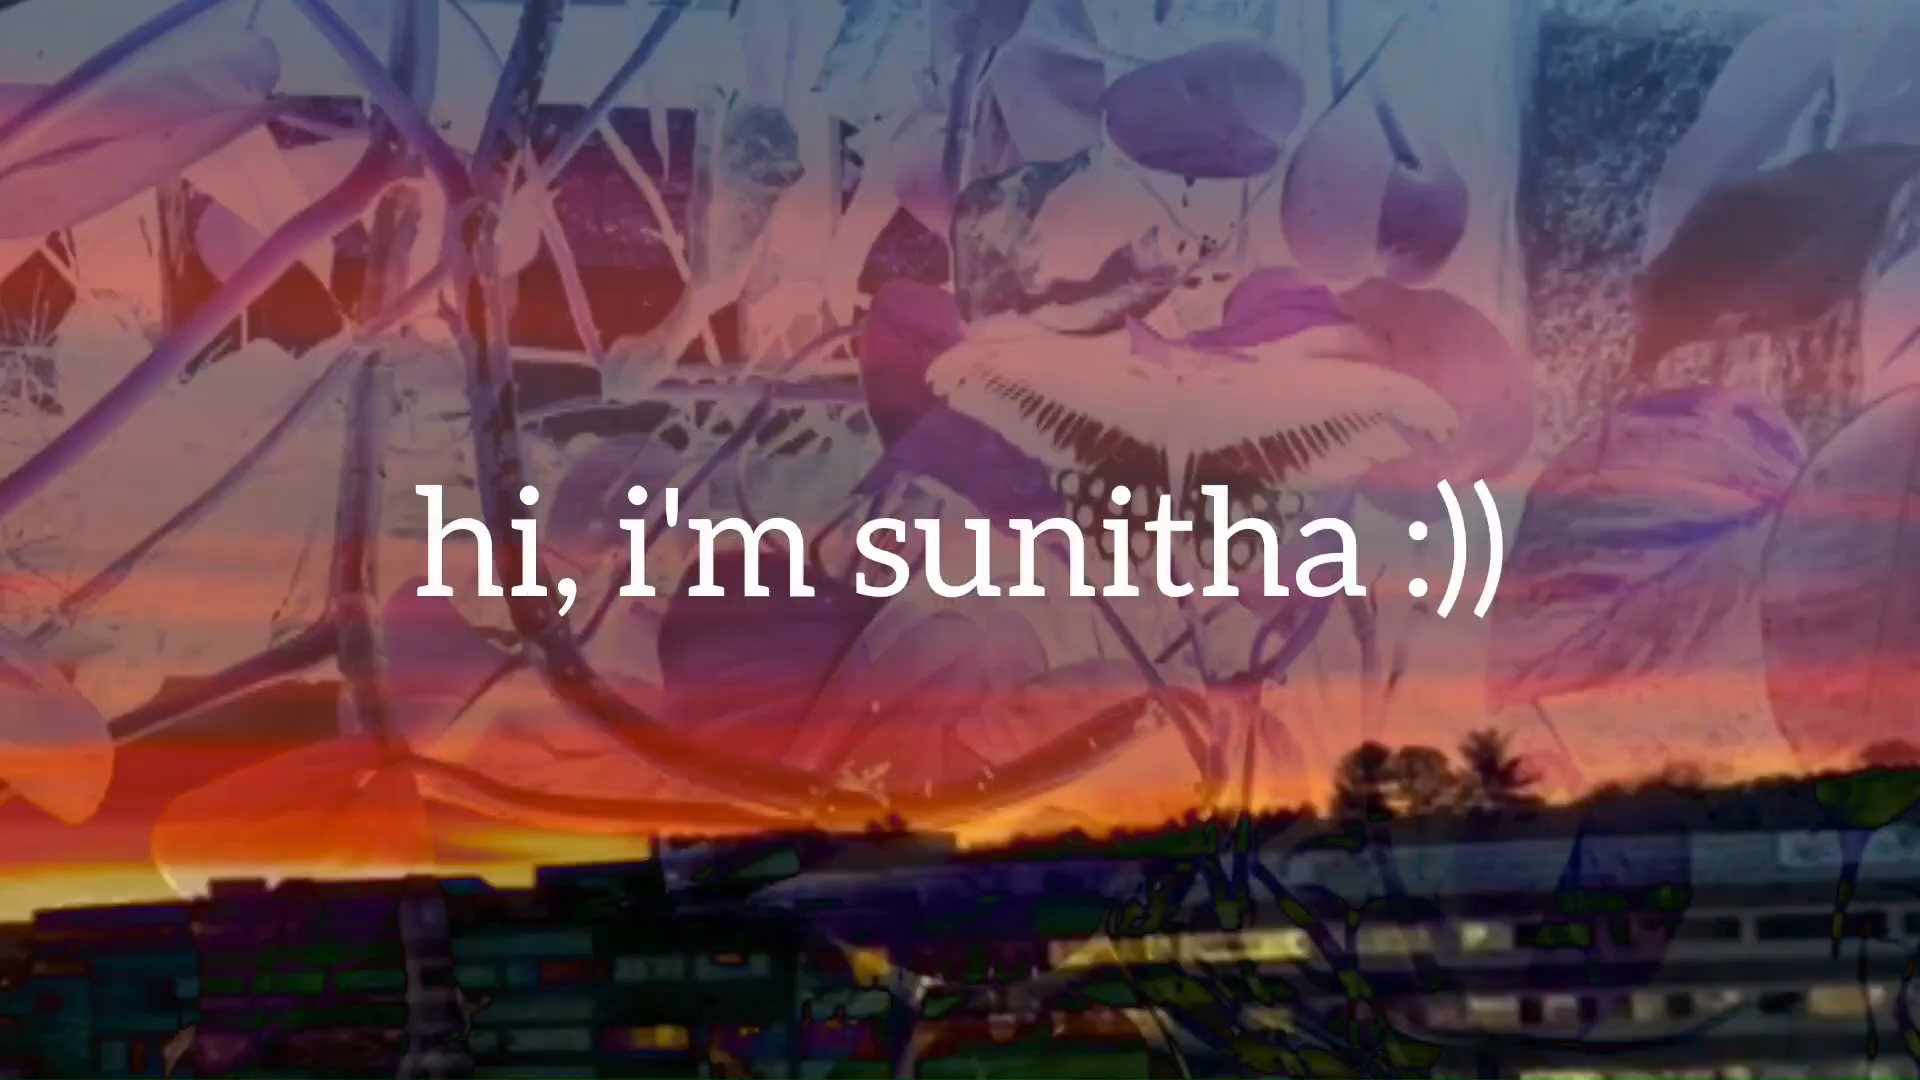 hi, i'm sunitha :))